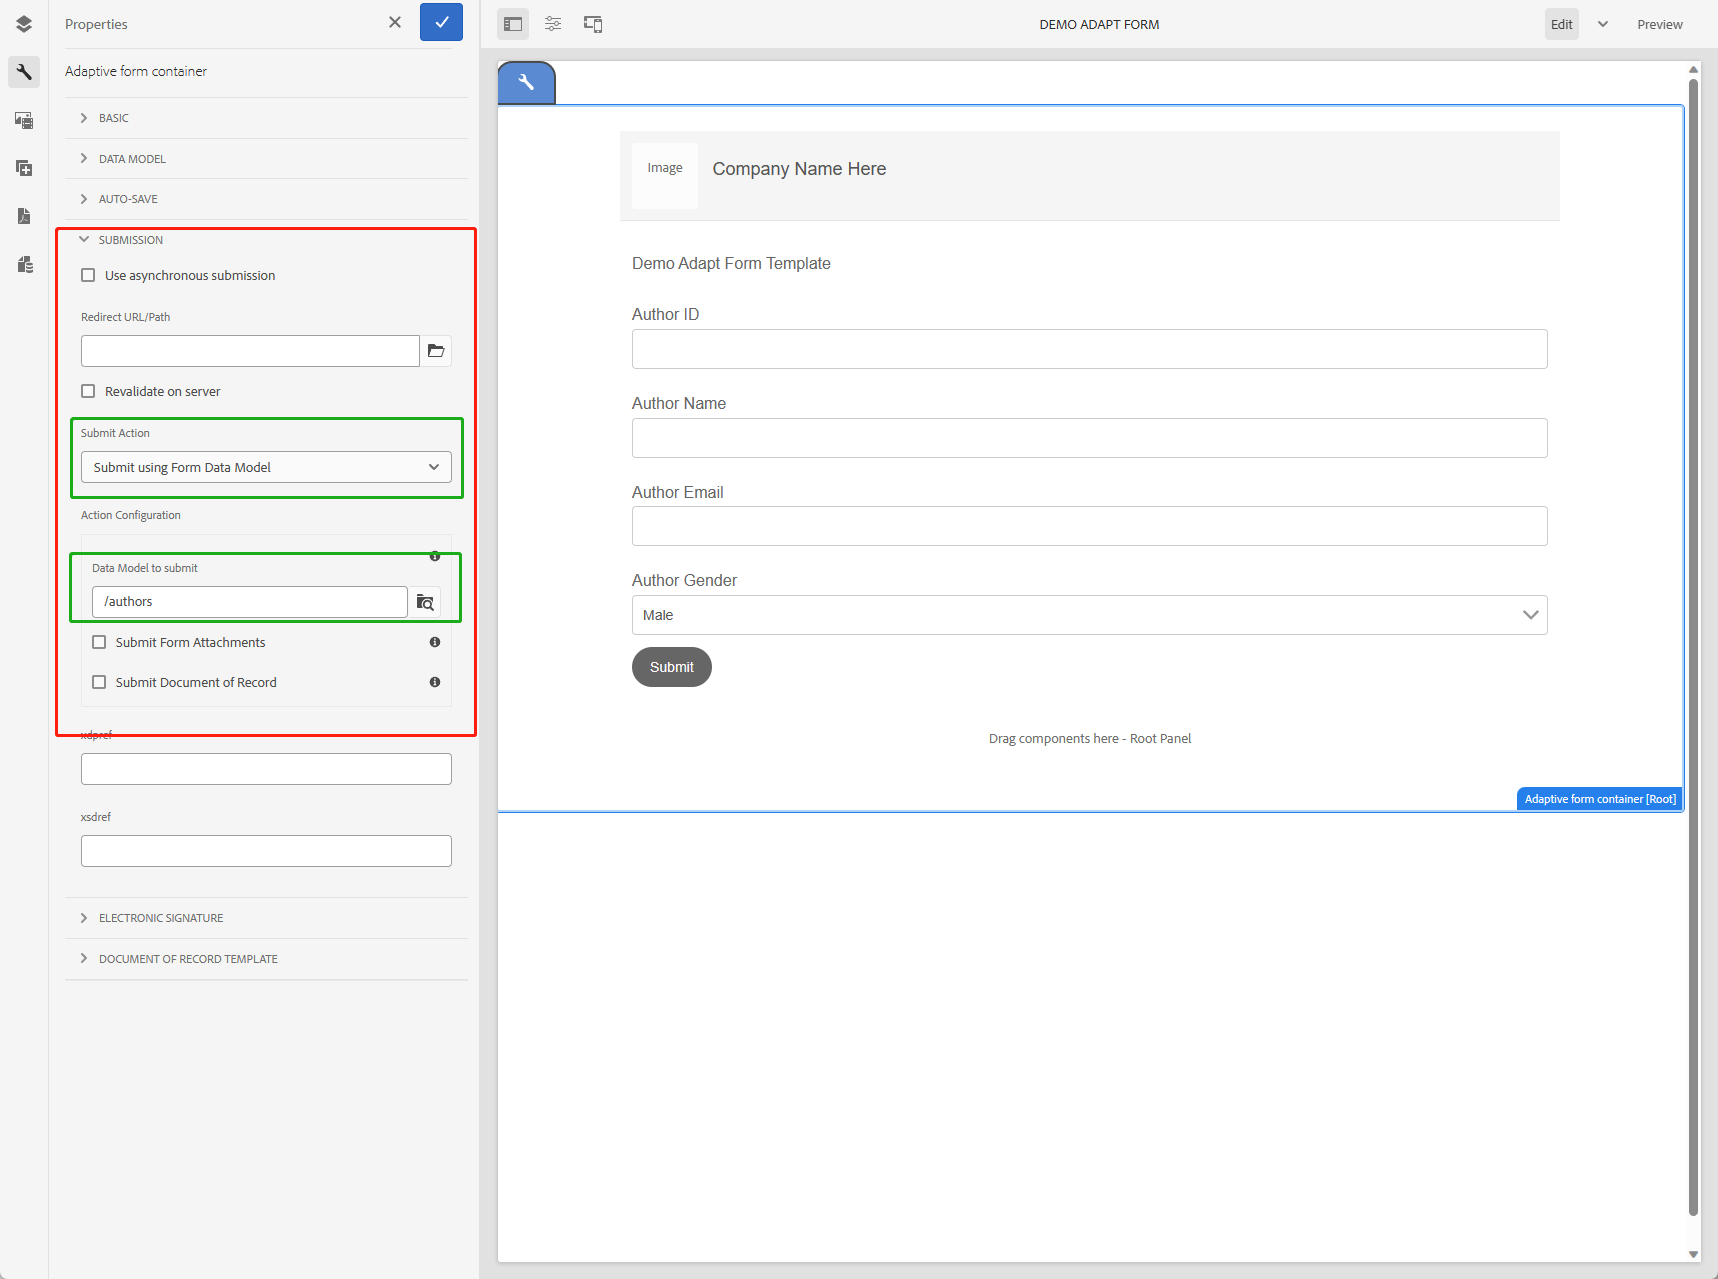 Properties
Adaptive form container
BASIC
DATA MODEL
AUTO-SAVE
SUBMISSION
Use asynchronous submission
Redirect URL/Path
Revalidate on server
Submit Action
Submit using Form Data Model
Action Configuration
Data Model to submit
/authors
Submit Form Attachments
Submit Document of Record
xdpref
xsdref
ELECTRONIC SIGNATURE
DOCUMENT OF RECORD TEMPLATE
DEMO ADAPT FORM
Edit
Preview
Image
Company Name Here
Demo Adapt Form Template
Author ID
Author Name
Author Email
Author Gender
Male
Submit
Drag components here - Root Panel
Adaptive form container [Root]